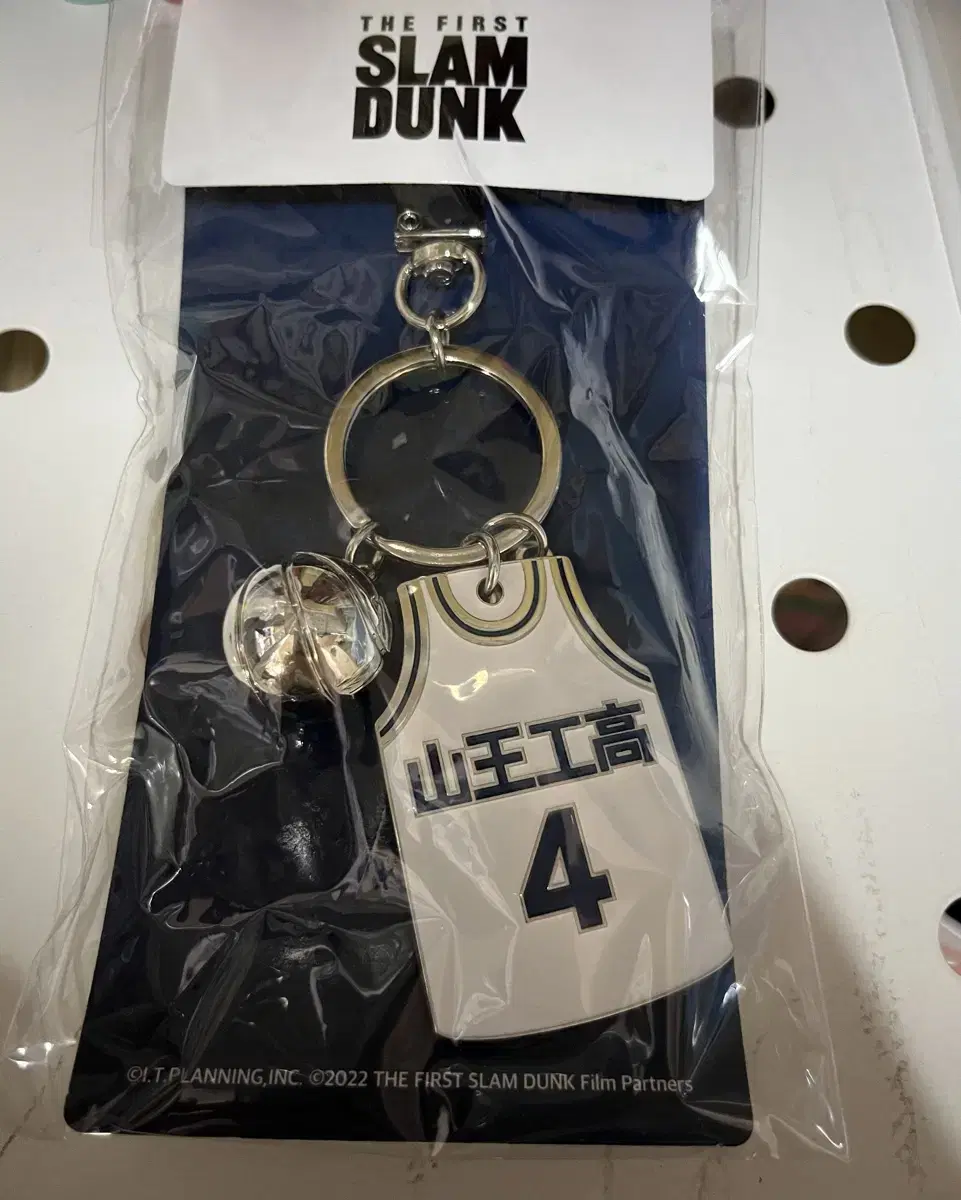 THE FIRST
SLAM
DUNK
山王工高
4
©I.T.PLANNING,INC. ©2022 THE FIRST SLAM DUNK Film Partners